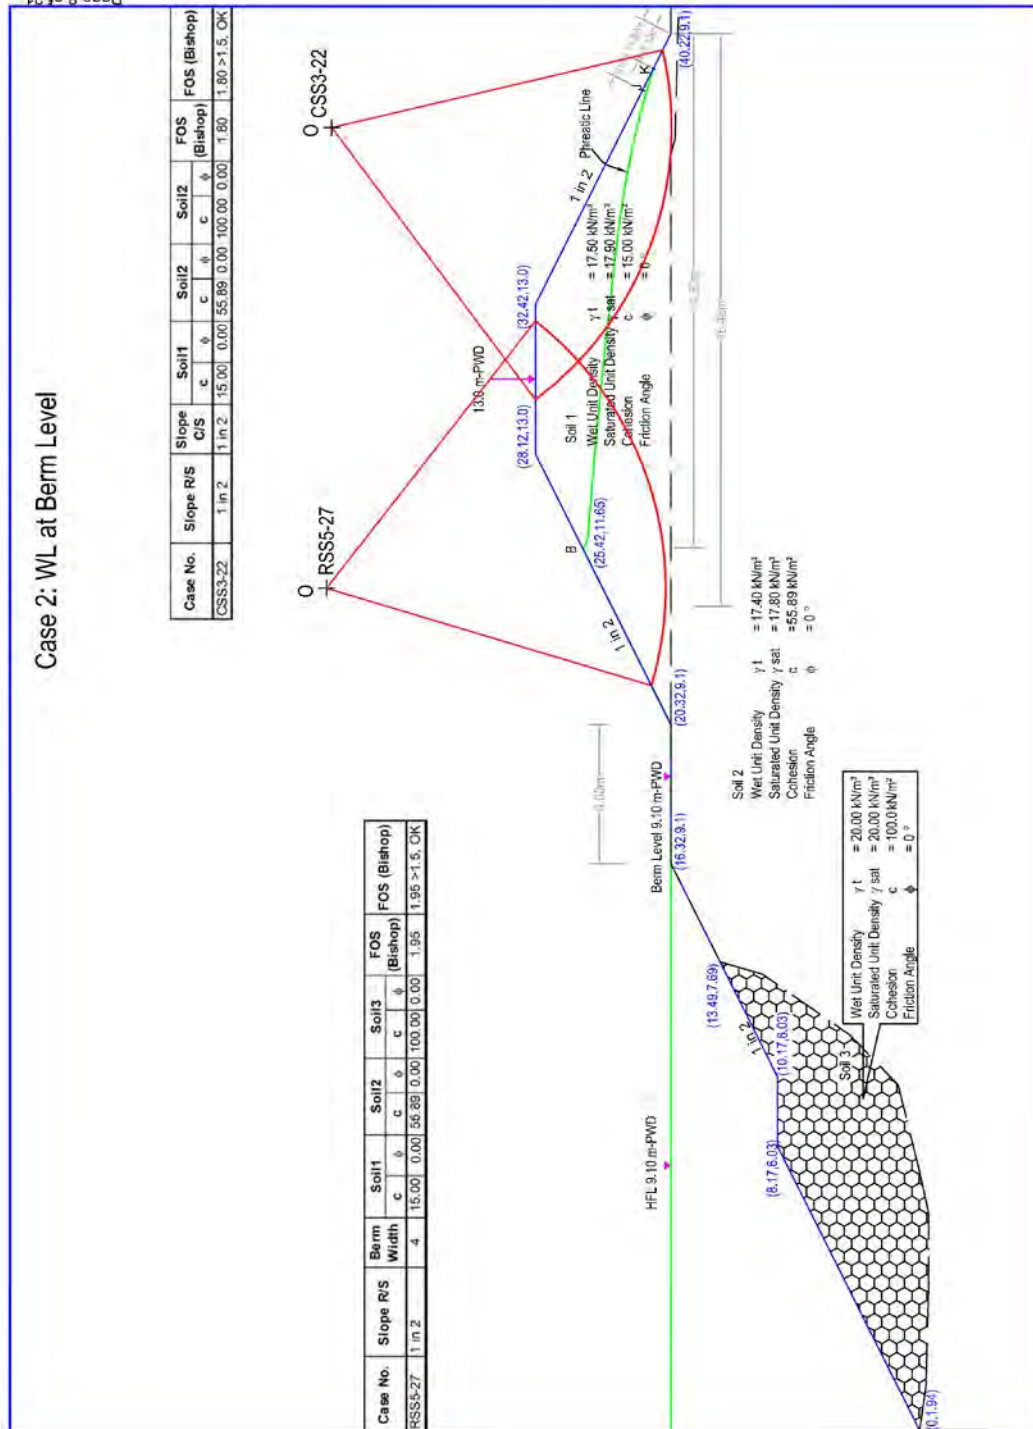 Case 2: WL at Berm Level
Case No. Slope R/S Slope C/S Soil1 Soil2 Soil2 FOS (Bishop) FOS (Bishop)
c ϕ c ϕ c ϕ
CSS3-22 1 in 2 1 in 2 15.00 0.00 55.89 0.00 100.00 0.00 1.80 1.80 >1.5, OK
Case No. Slope R/S Berm Width Soil1 Soil2 Soil3 FOS (Bishop) FOS (Bishop)
c ϕ c ϕ c ϕ
RSS5-27 1 in 2 4 15.00 0.00 55.89 0.00 100.00 0.00 1.95 1.95 >1.5, OK
O RSS5-27
O CSS3-22
13.0 m-PWD
(28.12,13.0)
(32.42,13.0)
B
(25.42,11.65)
1 in 2
1 in 2
Phreatic Line
J
K
(40.22,9.1)
Soil 1
Wet Unit Density γ t = 17.50 kN/m³
Saturated Unit Density γ sat = 17.90 kN/m³
Cohesion c = 15.00 kN/m²
Friction Angle ϕ = 0 °
HFL 9.10 m-PWD
Berm Level 9.10 m-PWD
(16.32,9.1)
(20.32,9.1)
Soil 2
Wet Unit Density γ t = 17.40 kN/m³
Saturated Unit Density γ sat = 17.80 kN/m³
Cohesion c =55.89 kN/m²
Friction Angle ϕ = 0 °
(13.49,7.69)
1 in 2
(8.17,6.03)
(10.17,6.03)
Soil 3
Wet Unit Density γ t = 20.00 kN/m³
Saturated Unit Density γ sat = 20.00 kN/m³
Cohesion c = 100.0kN/m²
Friction Angle ϕ = 0 °
(0,1.94)